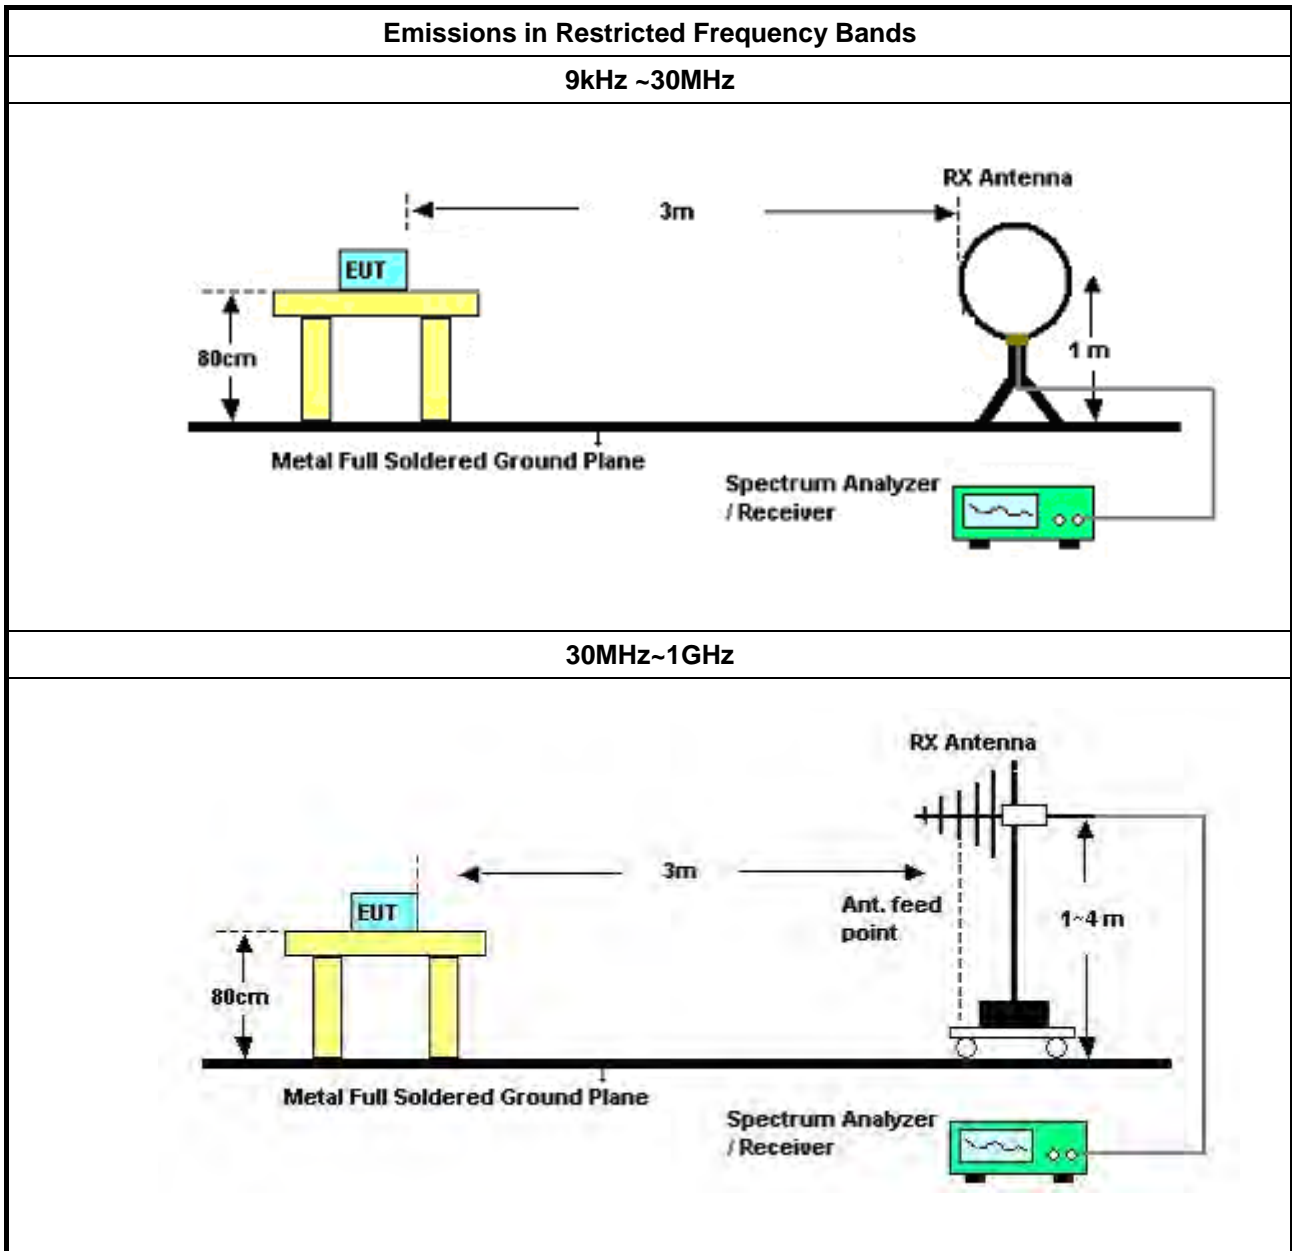 Emissions in Restricted Frequency Bands
9kHz ~30MHz
RX Antenna
3m
EUT
80cm
1 m
Metal Full Soldered Ground Plane
Spectrum Analyzer
/ Receiver
30MHz~1GHz
RX Antenna
3m
Ant. feed
point
1~4 m
EUT
80cm
Metal Full Soldered Ground Plane
Spectrum Analyzer
/ Receiver